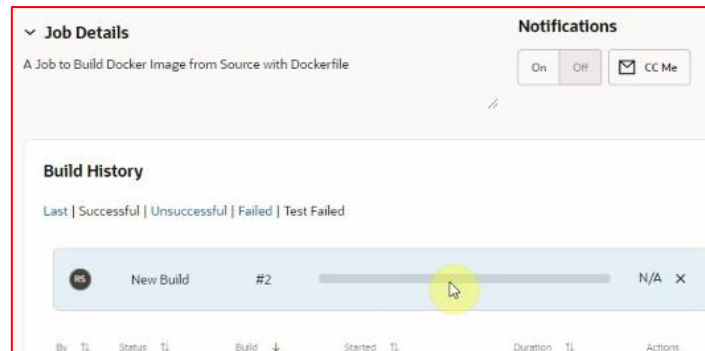 Job Details
Notifications
A Job to Build Docker Image from Source with Dockerfile
On Off CC Me
Build History
Last | Successful | Unsuccessful | Failed | Test Failed
RS New Build #2 N/A
By Status Build Started Duration Actions